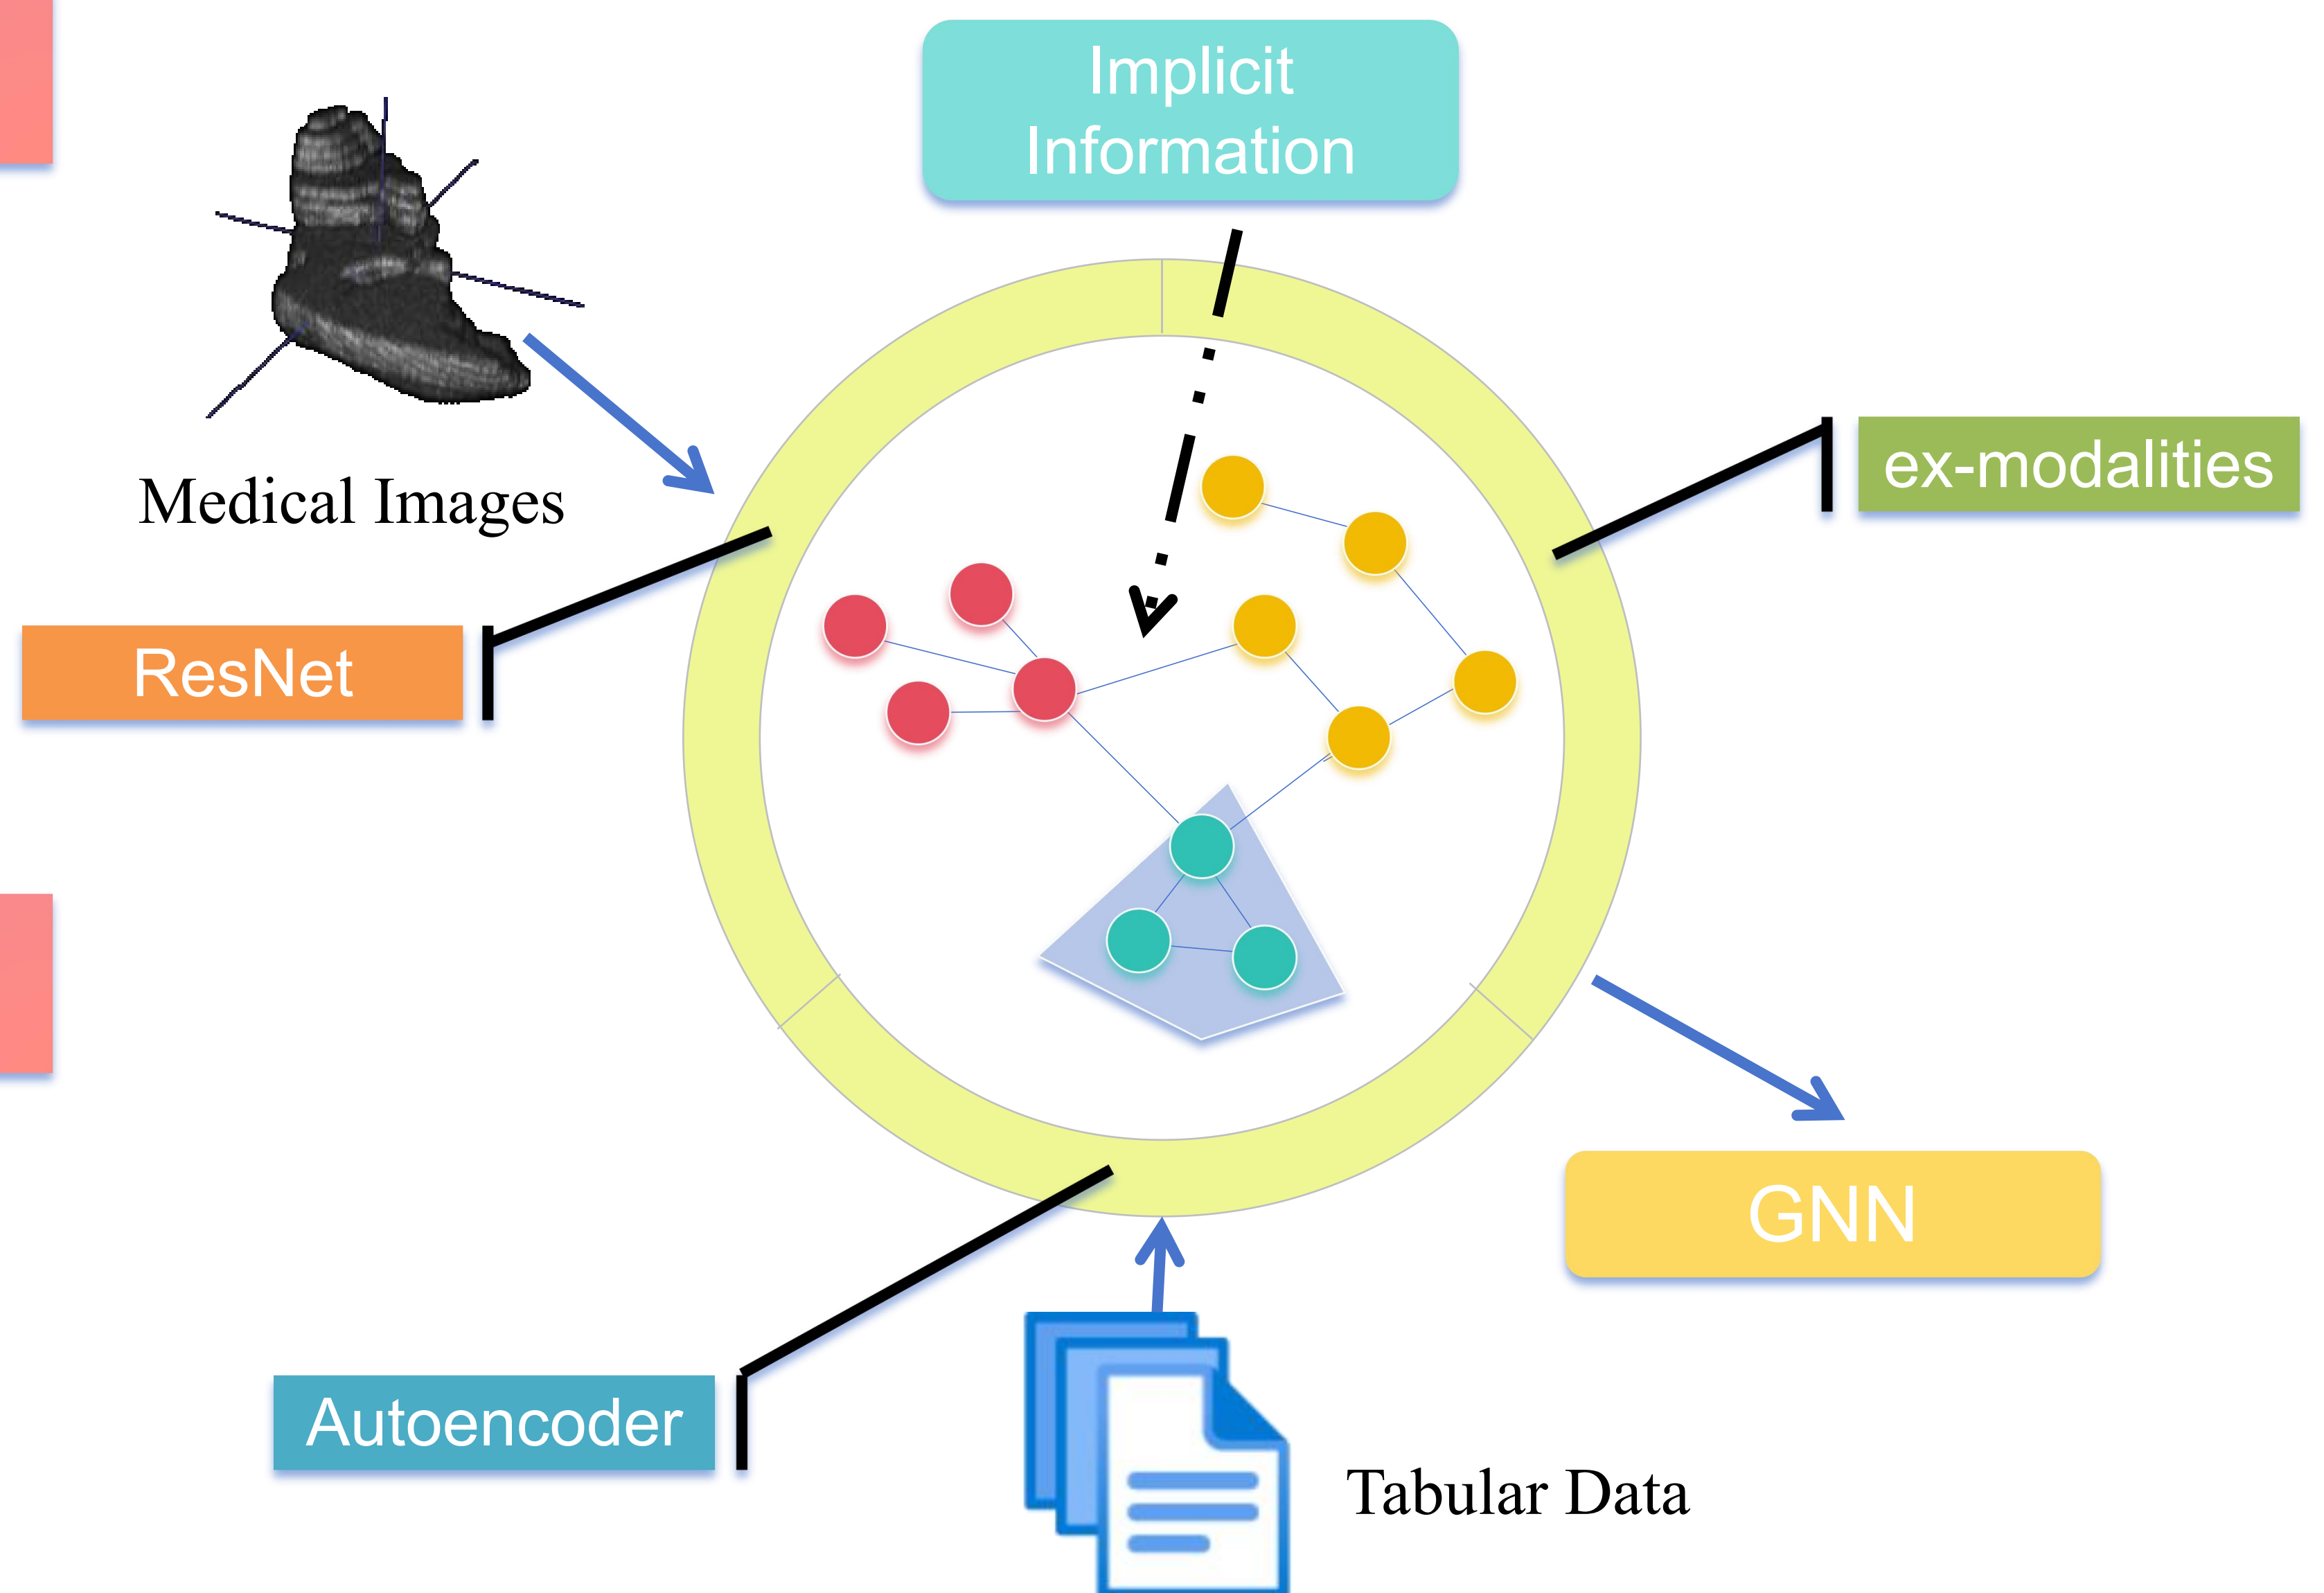 Implicit
Information
Medical Images
ex-modalities
ResNet
GNN
Autoencoder
Tabular Data